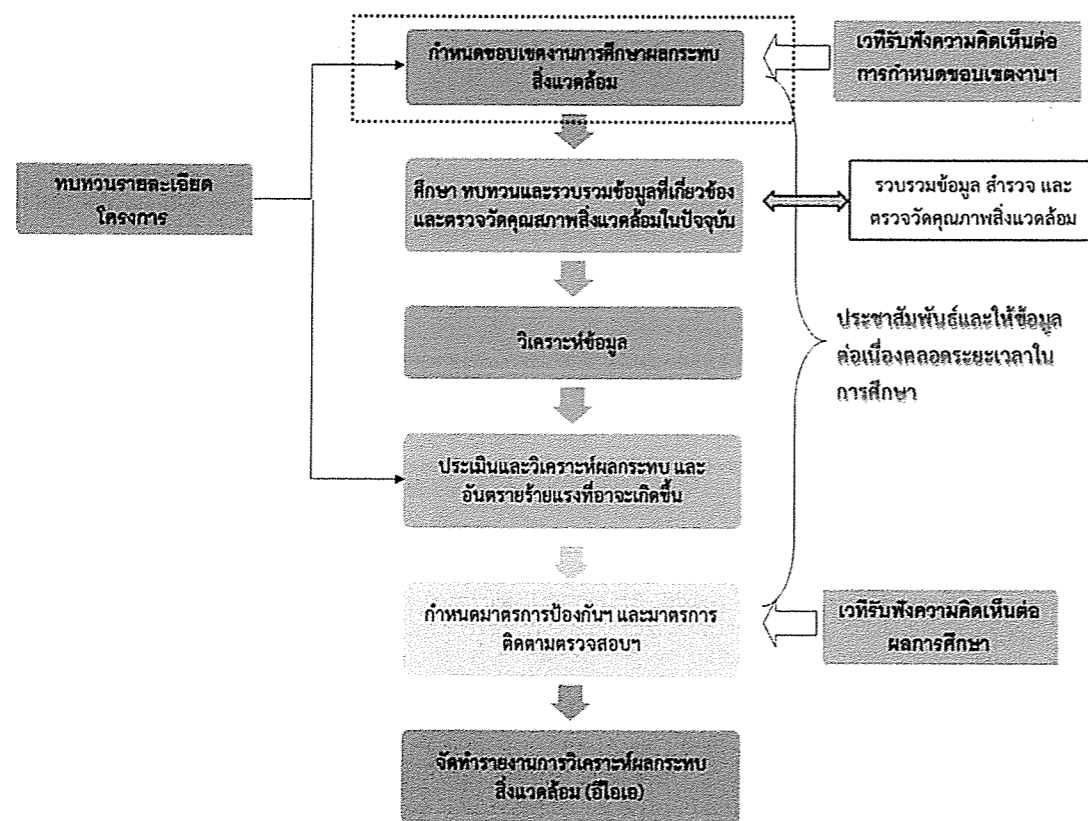 กำหนดขอบเขตงานการศึกษาผลกระทบ
สิ่งแวดล้อม
เวทีรับฟังความคิดเห็นต่อ
การกำหนดขอบเขตงานฯ
ทบทวนรายละเอียด
โครงการ
ศึกษา ทบทวนและรวบรวมข้อมูลที่เกี่ยวข้อง
และตรวจวัดคุณสภาพสิ่งแวดล้อมในปัจจุบัน
รวบรวมข้อมูล สำรวจ และ
ตรวจวัดคุณภาพสิ่งแวดล้อม
วิเคราะห์ข้อมูล
ประชาสัมพันธ์และให้ข้อมูล
ต่อเนื่องตลอดระยะเวลาใน
การศึกษา
ประเมินและวิเคราะห์ผลกระทบ และ
อันตรายร้ายแรงที่อาจจะเกิดขึ้น
กำหนดมาตรการป้องกันฯ และมาตรการ
ติดตามตรวจสอบฯ
เวทีรับฟังความคิดเห็นต่อ
ผลการศึกษา
จัดทำรายงานการวิเคราะห์ผลกระทบ
สิ่งแวดล้อม (อีไอเอ)